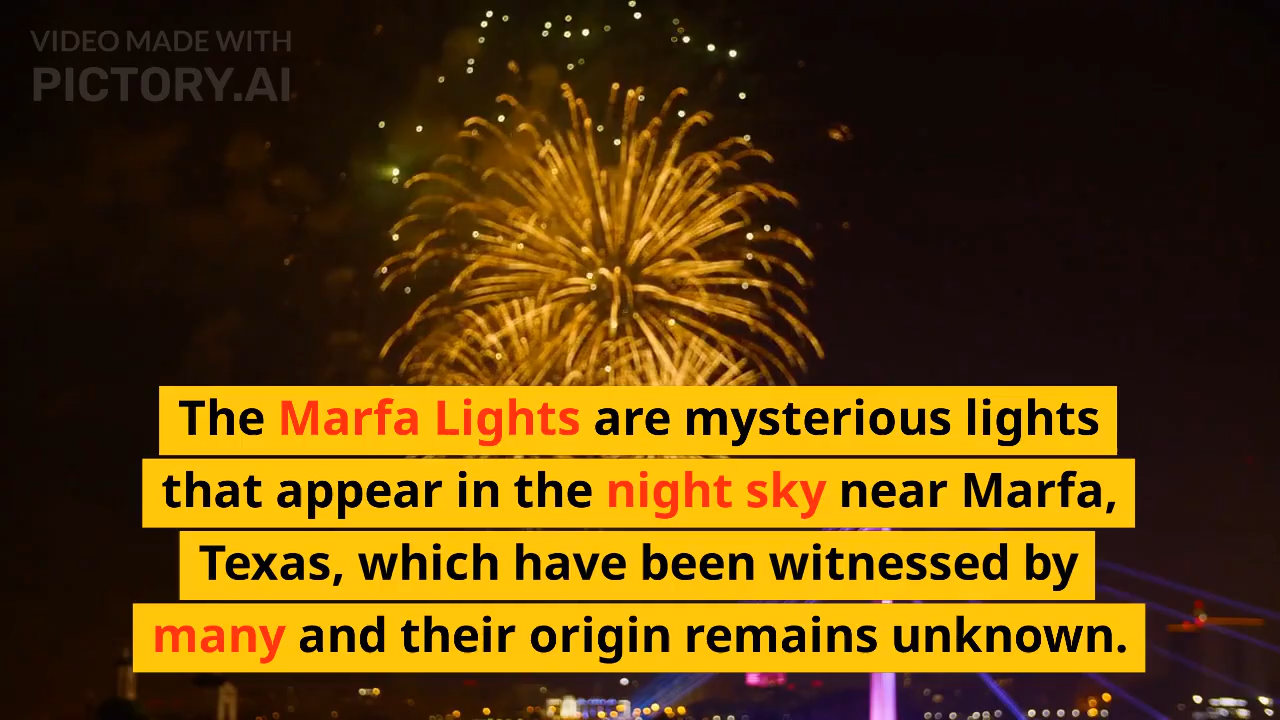 VIDEO MADE WITH
PICTORY.AI
The Marfa Lights are mysterious lights
that appear in the night sky near Marfa,
Texas, which have been witnessed by
many and their origin remains unknown.